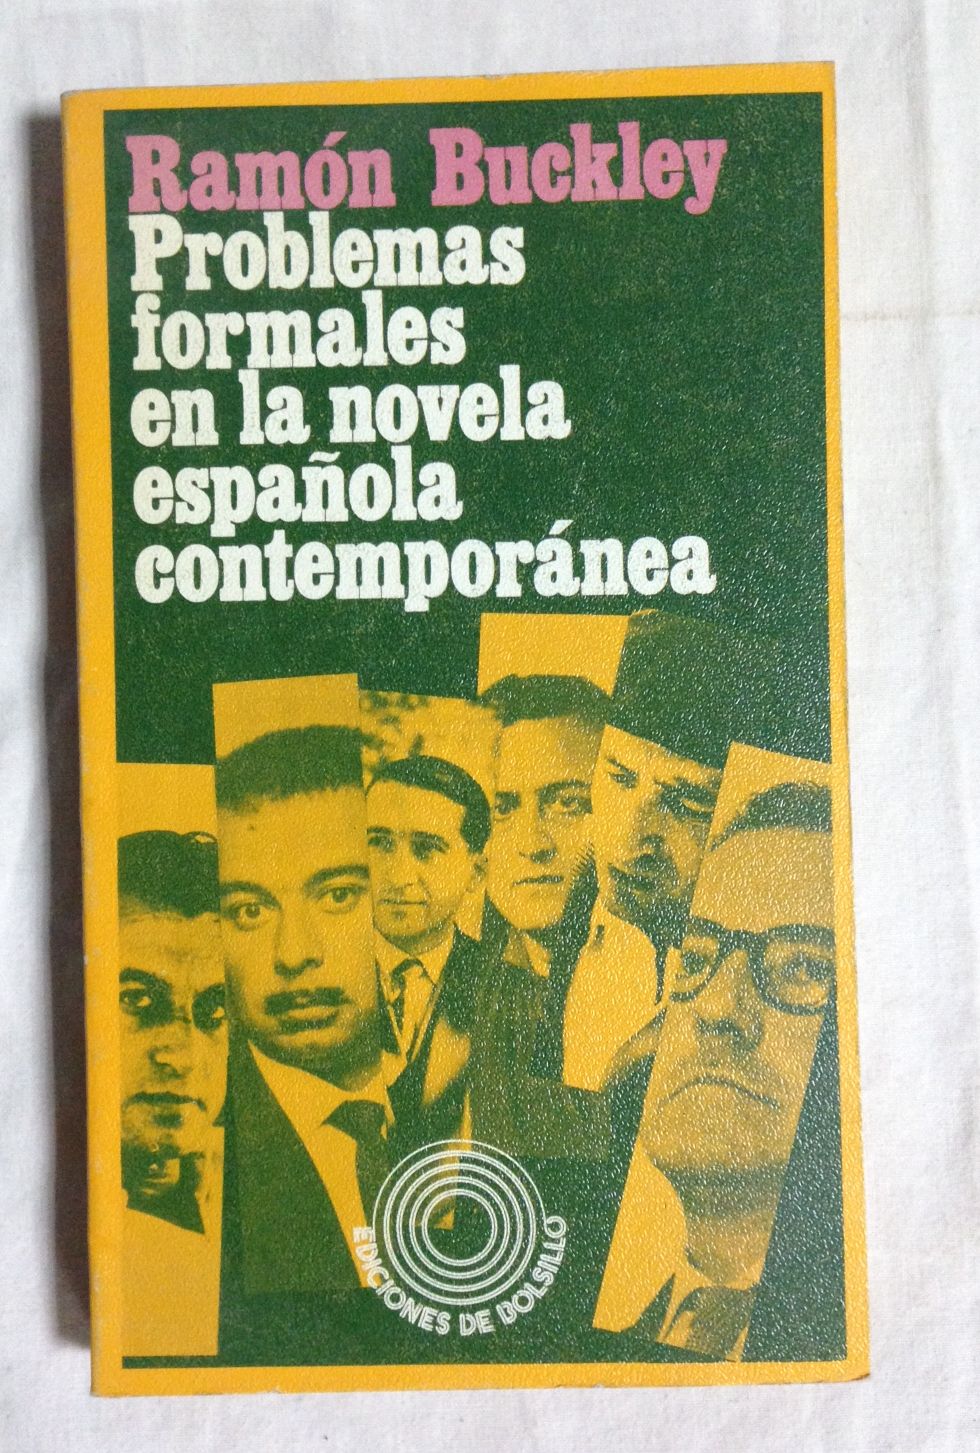 Ramón Buckley
Problemas
formales
en la novela
española
contemporánea
EDICIONES DE BOLSILLO